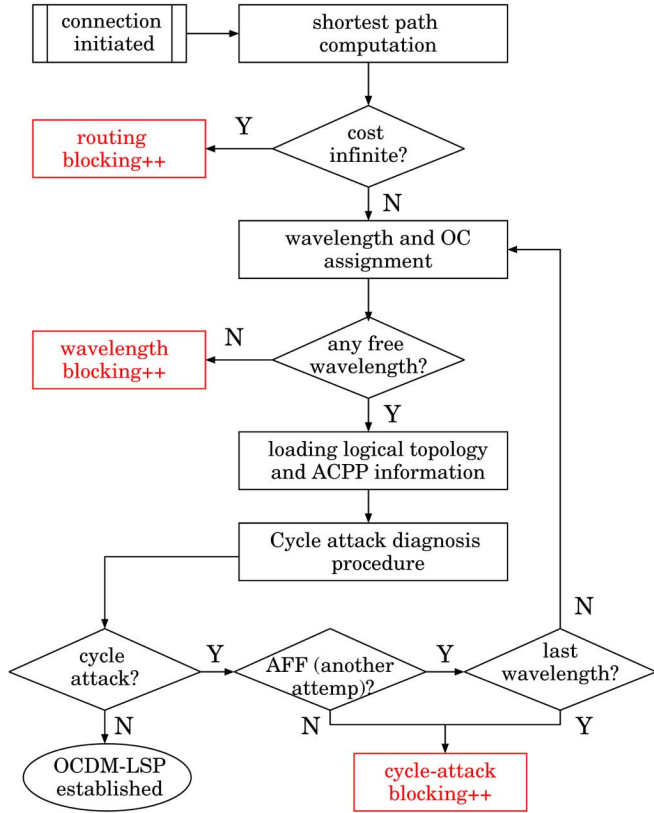 connection
initiated
shortest path
computation
Y
cost
infinite?
routing
blocking++
N
wavelength and OC
assignment
N
any free
wavelength?
wavelength
blocking++
Y
loading logical topology
and ACPP information
Cycle attack diagnosis
procedure
N
cycle
attack?
Y
AFF (another
attemp)?
Y
last
wavelength?
N
N
Y
OCDM-LSP
established
cycle-attack
blocking++